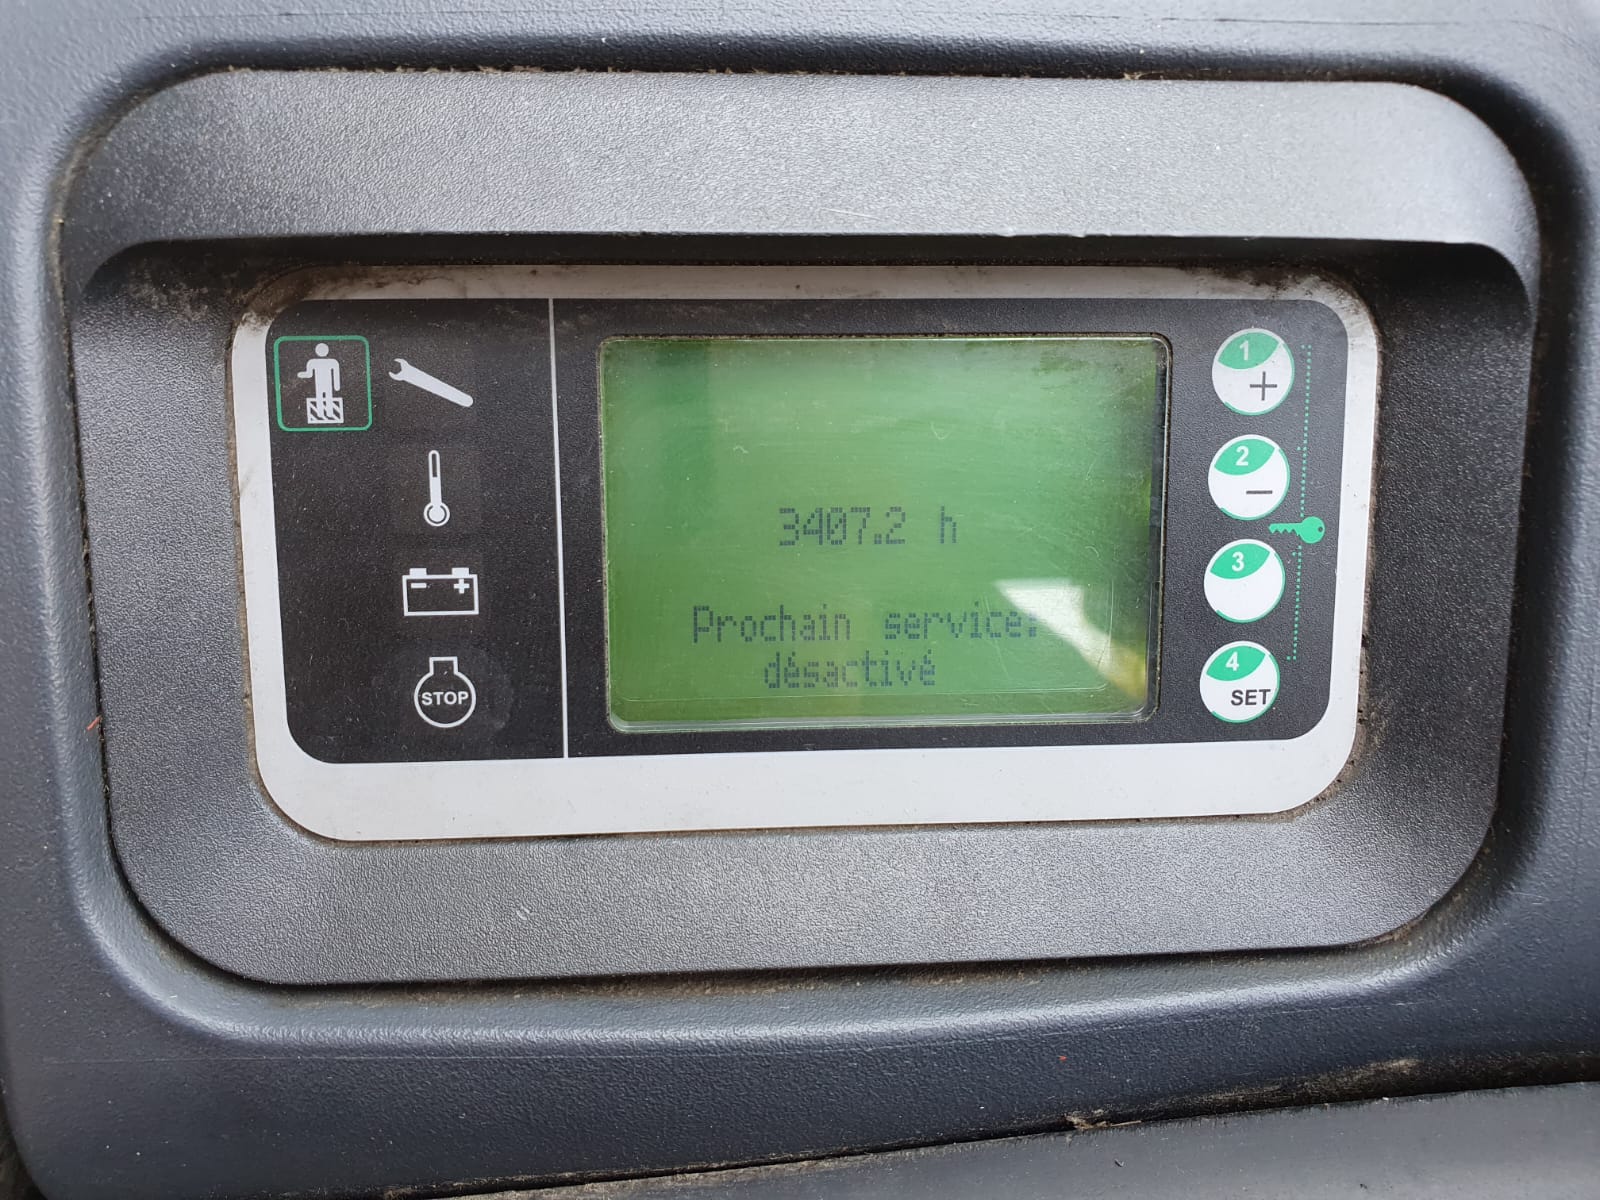 3407.2 h
Prochain service:
désactivé
STOP
1
+
2
-
3
4
SET